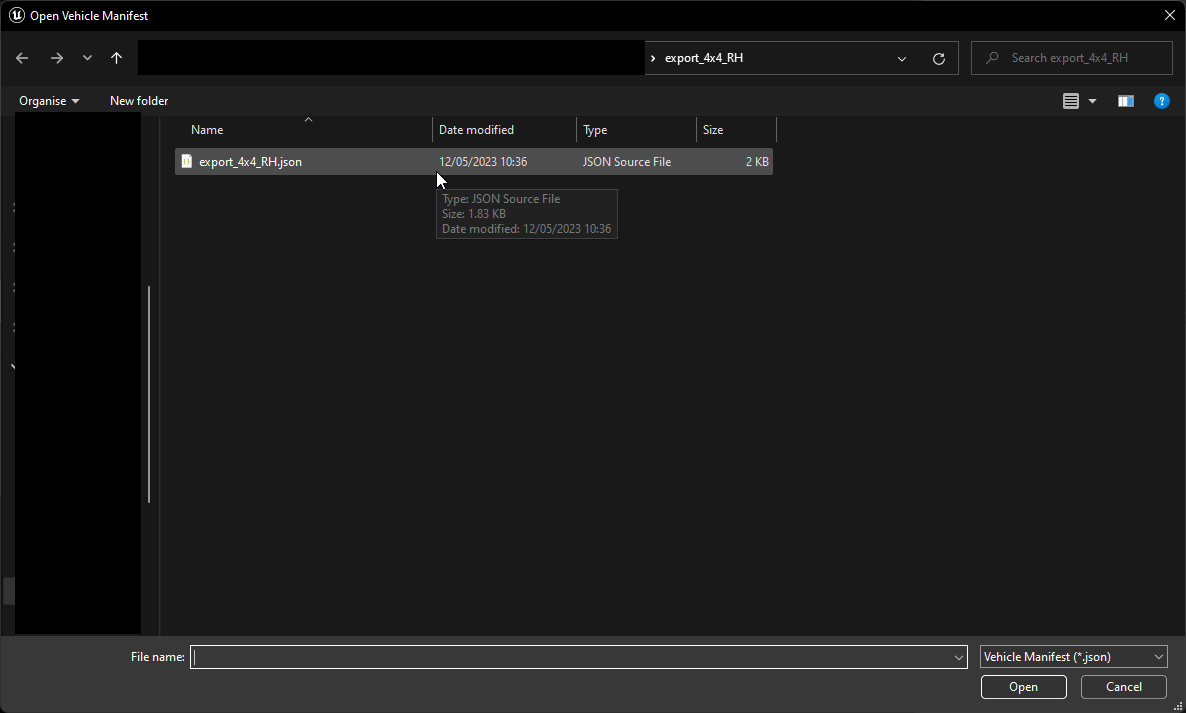 Open Vehicle Manifest
export_4x4_RH
Search export_4x4_RH
Organise
New folder
Name
Date modified
Type
Size
export_4x4_RH.json
12/05/2023 10:36
JSON Source File
2 KB
Type: JSON Source File
Size: 1.83 KB
Date modified: 12/05/2023 10:36
File name:
Vehicle Manifest (*.json)
Open
Cancel